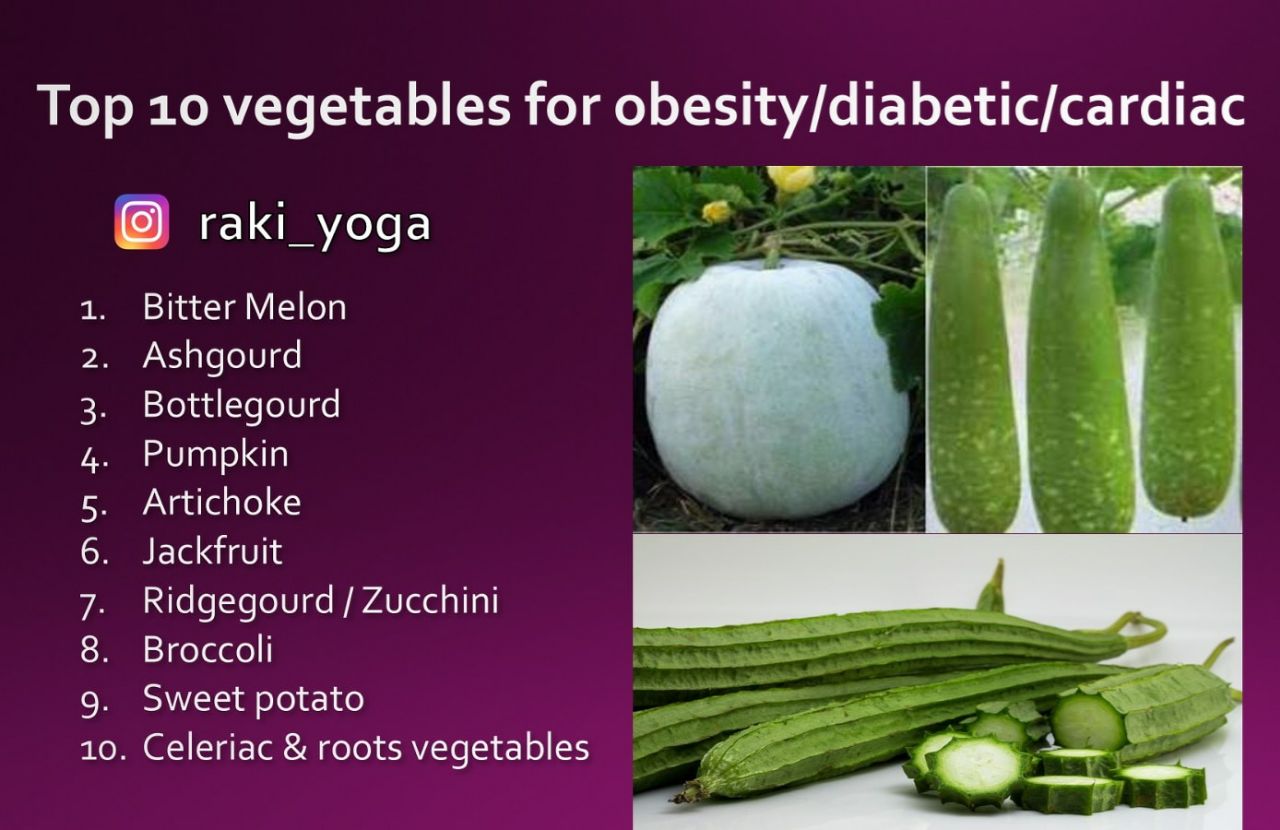 Top 10 vegetables for obesity/diabetic/cardiac
raki_yoga
1. Bitter Melon
2. Ashgourd
3. Bottlegourd
4. Pumpkin
5. Artichoke
6. Jackfruit
7. Ridgegourd / Zucchini
8. Broccoli
9. Sweet potato
10. Celeriac & roots vegetables